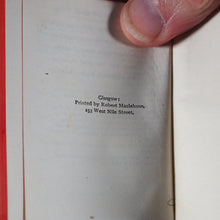 Glasgow:
Printed by Robert Maclehose,
153 West Nile Street.